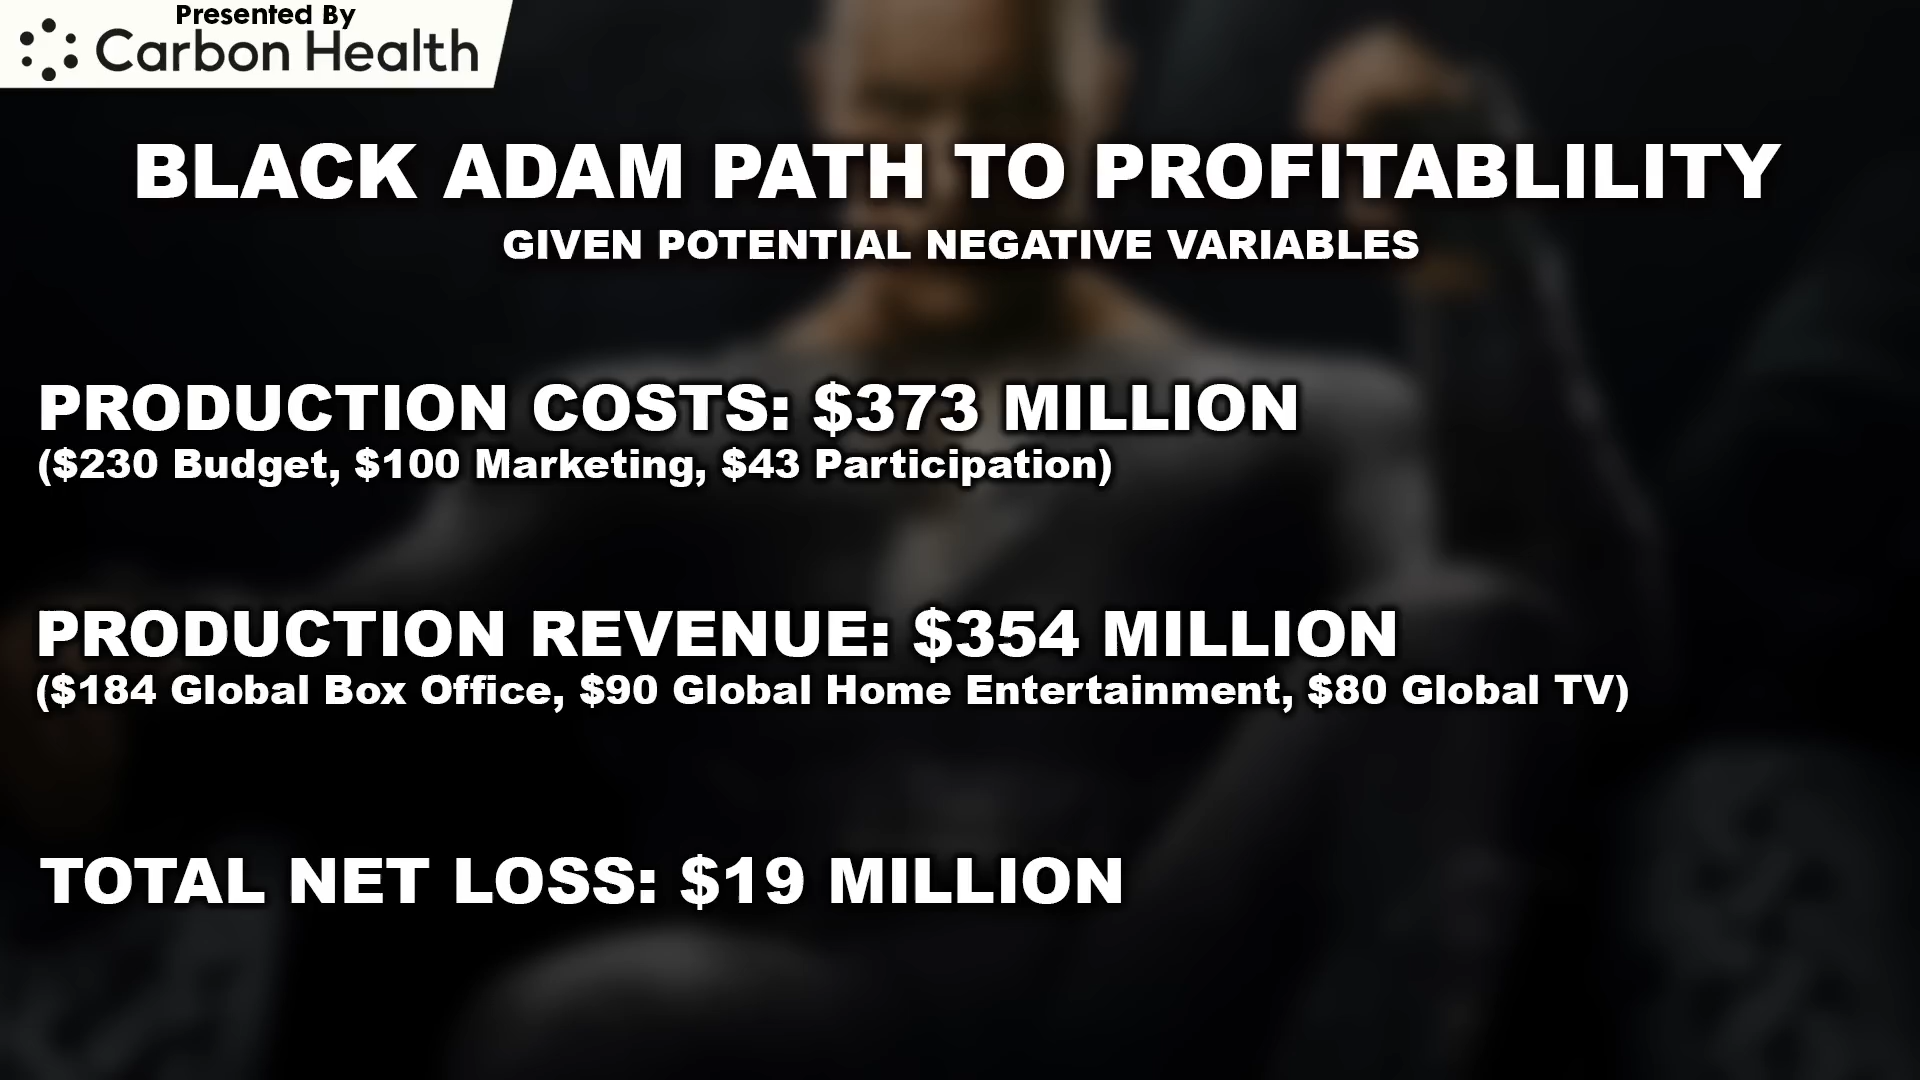 Presented By
Carbon Health
BLACK ADAM PATH TO PROFITABLILITY
GIVEN POTENTIAL NEGATIVE VARIABLES
PRODUCTION COSTS: $373 MILLION
($230 Budget, $100 Marketing, $43 Participation)
PRODUCTION REVENUE: $354 MILLION
($184 Global Box Office, $90 Global Home Entertainment, $80 Global TV)
TOTAL NET LOSS: $19 MILLION